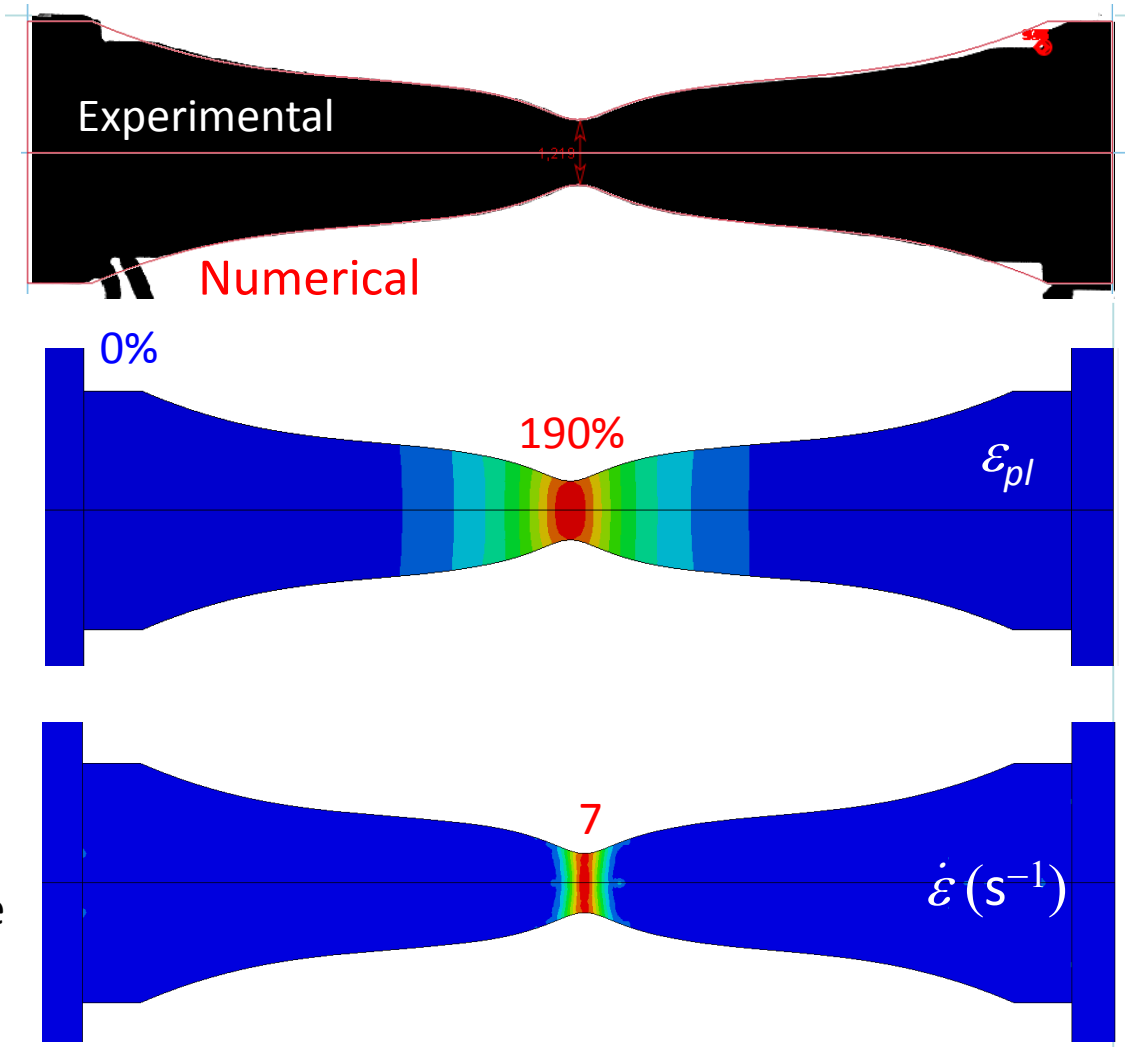 Experimental
1,219
Numerical
0%
190%
εpl
7
ε̇ (s⁻¹)
e